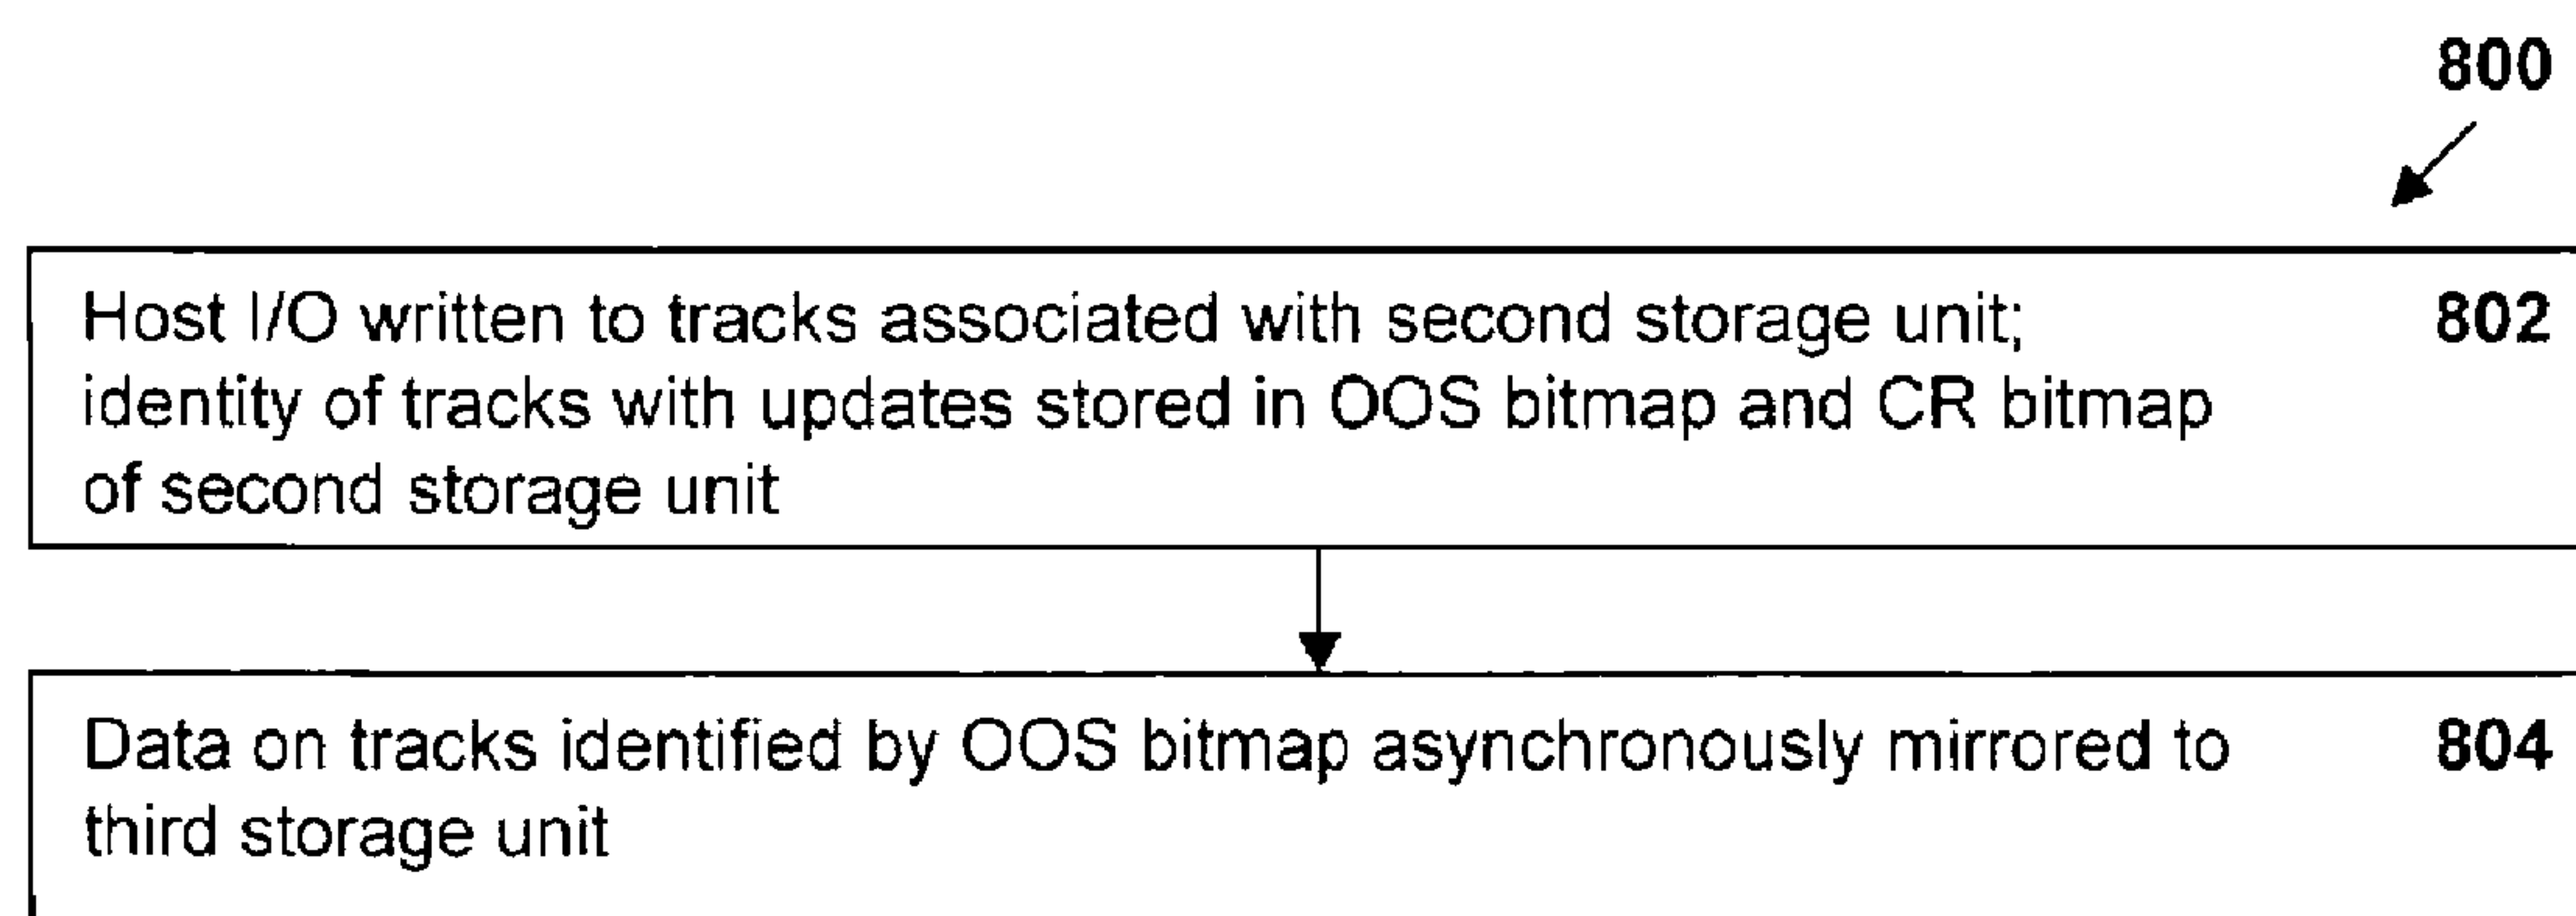 800
Host I/O written to tracks associated with second storage unit; 802
identity of tracks with updates stored in OOS bitmap and CR bitmap
of second storage unit
Data on tracks identified by OOS bitmap asynchronously mirrored to 804
third storage unit